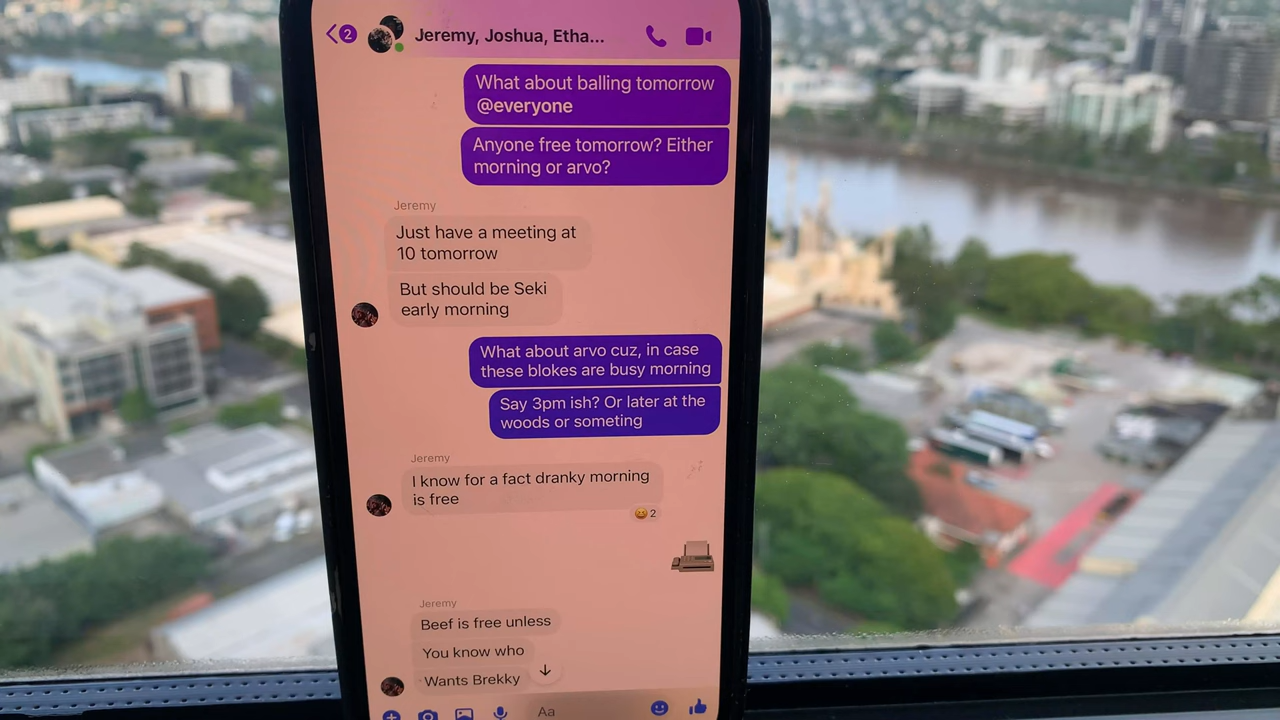 2
Jeremy, Joshua, Etha...
What about balling tomorrow
@everyone
Anyone free tomorrow? Either
morning or arvo?
Jeremy
Just have a meeting at
10 tomorrow
But should be Seki
early morning
What about arvo cuz, in case
these blokes are busy morning
Say 3pm ish? Or later at the
woods or someting
Jeremy
I know for a fact dranky morning
is free
2
Jeremy
Beef is free unless
You know who
Wants Brekky
Aa